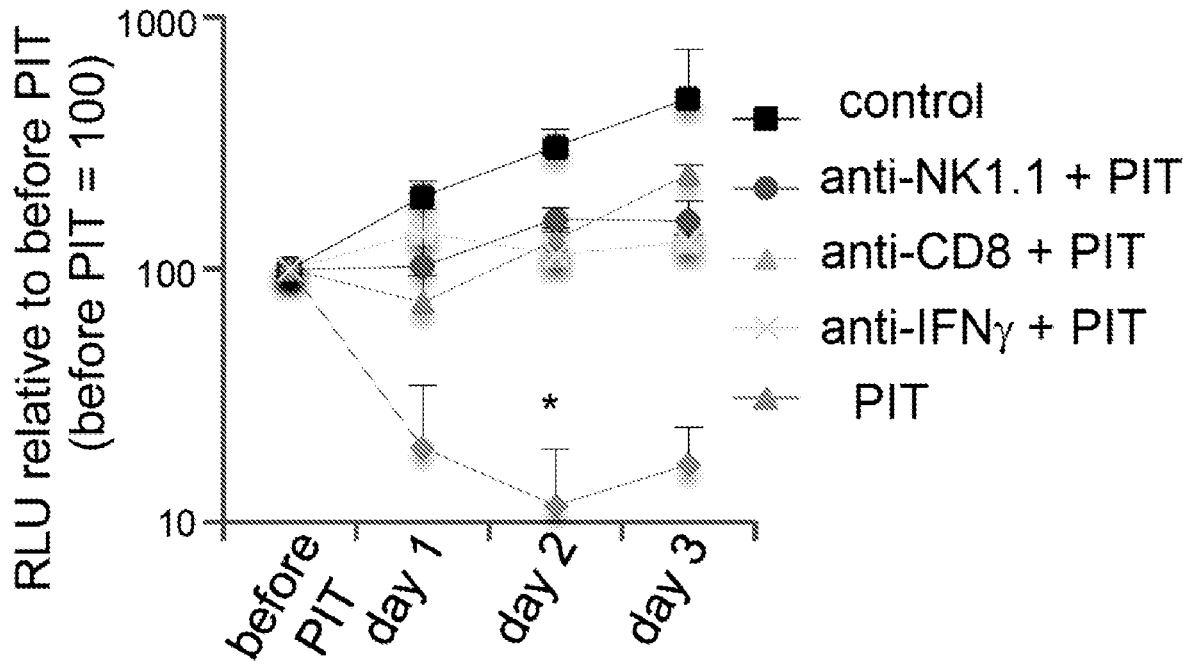 RLU relative to before PIT
(before PIT = 100)
1000
100
10
*
before
PIT
day 1
day 2
day 3
control
anti-NK1.1 + PIT
anti-CD8 + PIT
anti-IFNγ + PIT
PIT